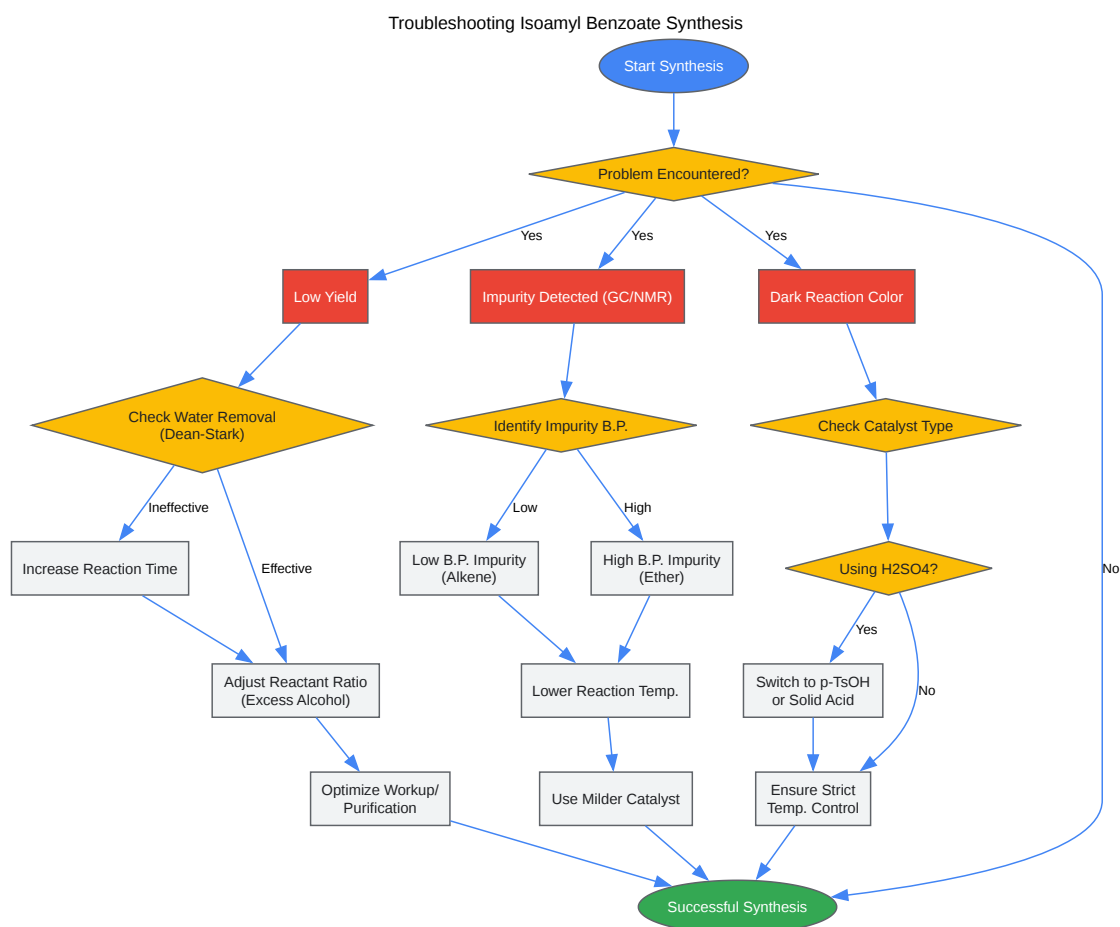 Troubleshooting Isoamyl Benzoate Synthesis
Start Synthesis
Problem Encountered?
Yes
Yes
Yes
Low Yield
Impurity Detected (GC/NMR)
Dark Reaction Color
Check Water Removal
(Dean-Stark)
Identify Impurity B.P.
Check Catalyst Type
Ineffective
Low
High
Increase Reaction Time
Effective
Low B.P. Impurity
(Alkene)
High B.P. Impurity
(Ether)
Using H2SO4?
No
Yes
Adjust Reactant Ratio
(Excess Alcohol)
Lower Reaction Temp.
Switch to p-TsOH
or Solid Acid
No
Optimize Workup/
Purification
Use Milder Catalyst
Ensure Strict
Temp. Control
Successful Synthesis